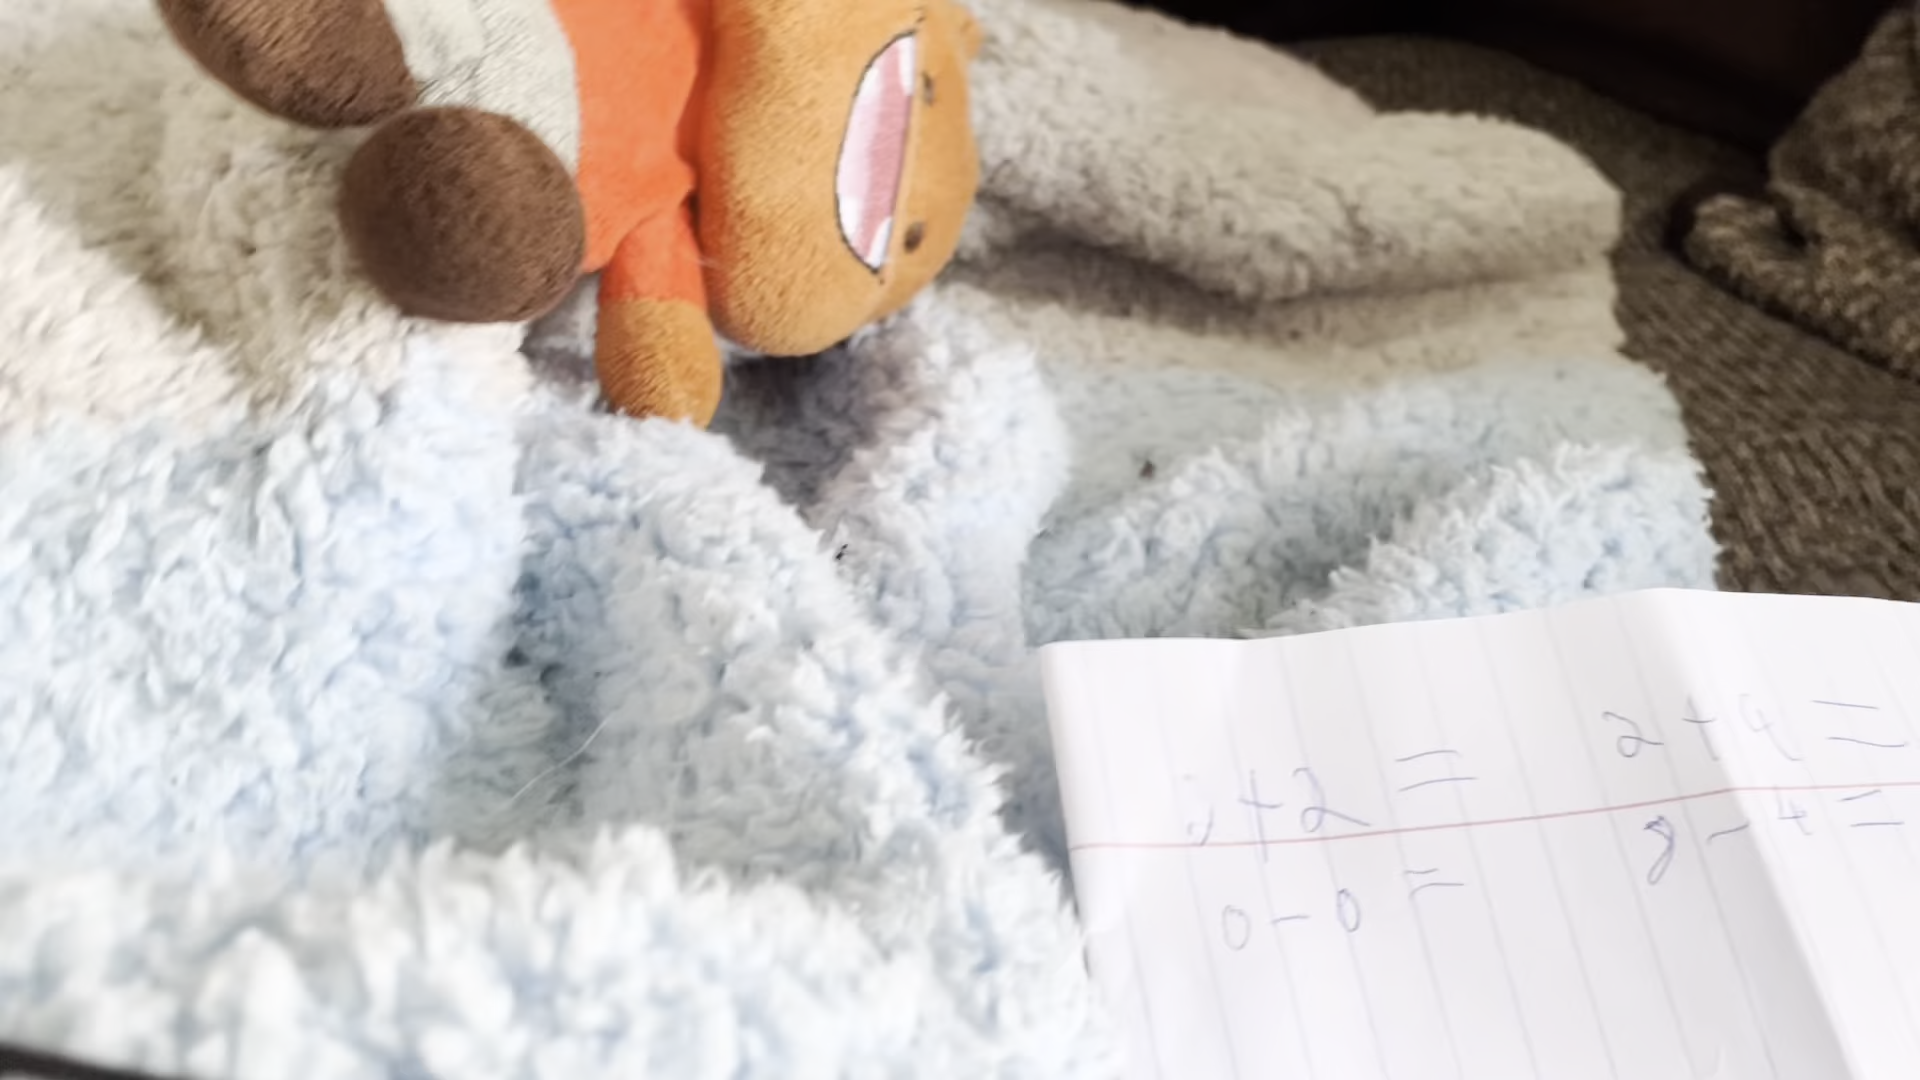 +2 = 2+4 =
0-0 = 8-4 =